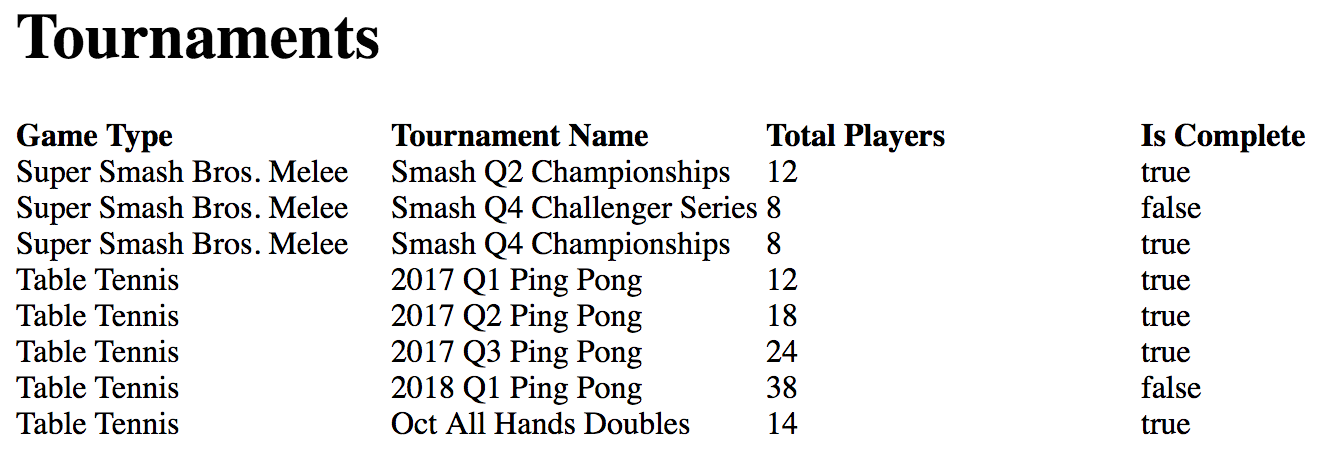 Tournaments
Game Type Tournament Name Total Players Is Complete
Super Smash Bros. Melee Smash Q2 Championships 12 true
Super Smash Bros. Melee Smash Q4 Challenger Series 8 false
Super Smash Bros. Melee Smash Q4 Championships 8 true
Table Tennis 2017 Q1 Ping Pong 12 true
Table Tennis 2017 Q2 Ping Pong 18 true
Table Tennis 2017 Q3 Ping Pong 24 true
Table Tennis 2018 Q1 Ping Pong 38 false
Table Tennis Oct All Hands Doubles 14 true